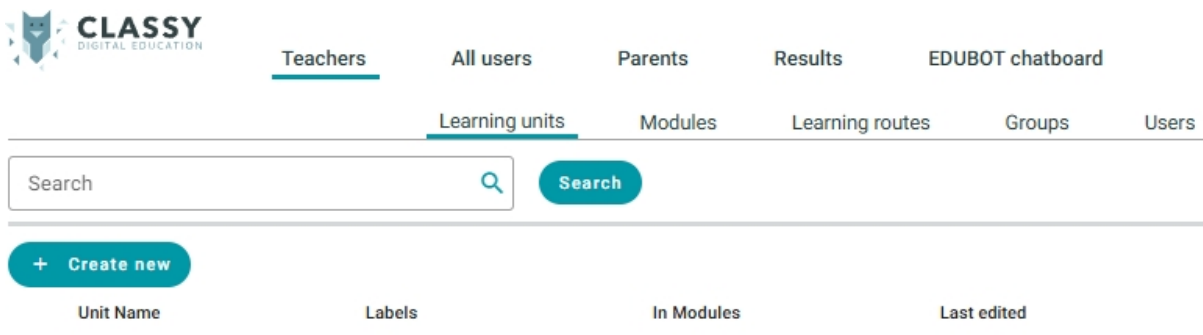 CLASSY
DIGITAL EDUCATION
Teachers All users Parents Results EDUBOT chatboard
Learning units Modules Learning routes Groups Users
Search Search
+ Create new
Unit Name Labels In Modules Last edited